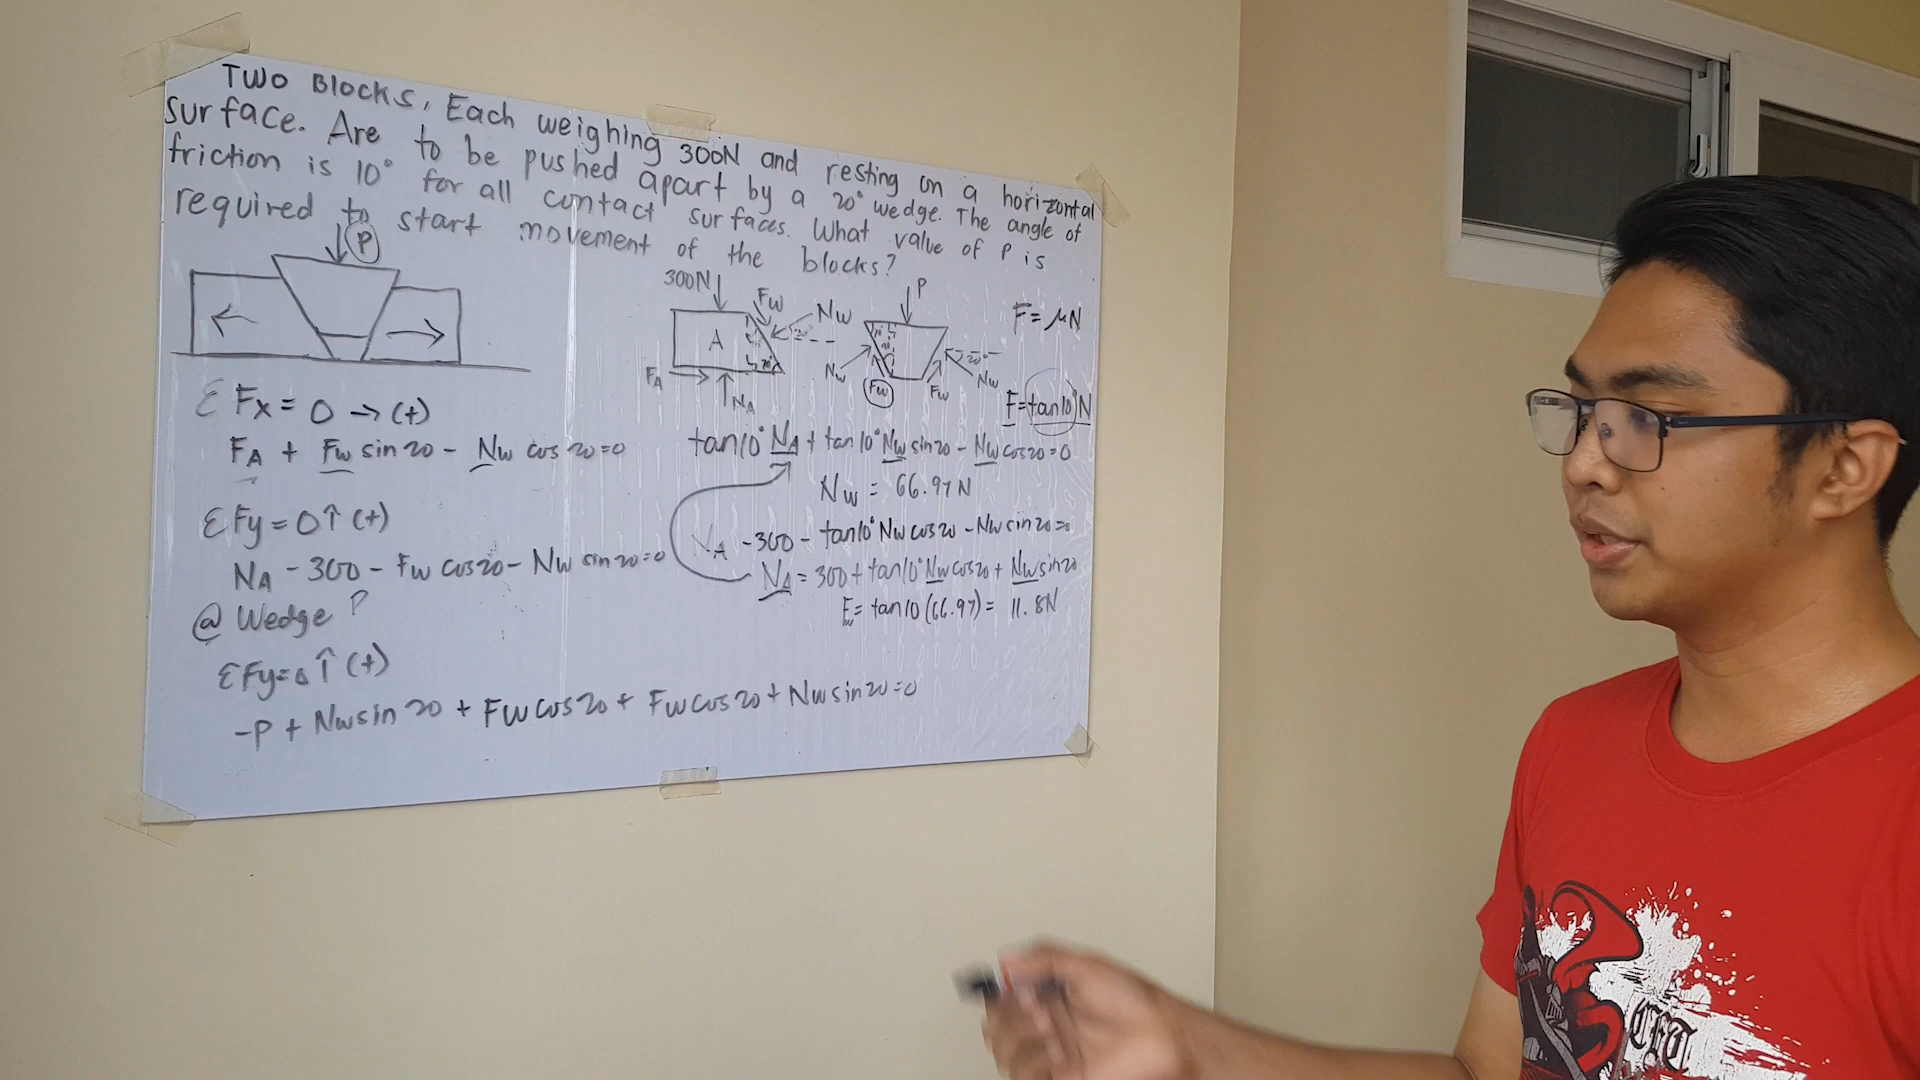 Two Blocks, Each weighing 300N and resting on a horizontal
surface. Are to be pushed apart by a 20° wedge. The angle of
friction is 10° for all contact surfaces. What value of P is
required to start movement of the blocks?
P
300N
Fw
Nw
A
20°
FA
NA
P
Nw
Fw
Fw
20°
Nw
F = μN
F = tan10° N
ΣFx = 0 → (+)
FA + Fw sin 20 - Nw cos 20 = 0
tan10° NA + tan10° Nw sin20 - Nw cos20 = 0
Nw = 66.97N
ΣFy = 0 ↑ (+)
NA - 300 - Fw cos20 - Nw sin 20 = 0
NA - 300 - tan10° Nw cos20 - Nw sin20 = 0
NA = 300 + tan10° Nw cos20 + Nw sin20
Fw = tan10 (66.97) = 11.8N
@ Wedge P
ΣFy = 0 ↑ (+)
-P + Nw sin 20 + Fw cos 20 + Fw cos 20 + Nw sin 20 = 0